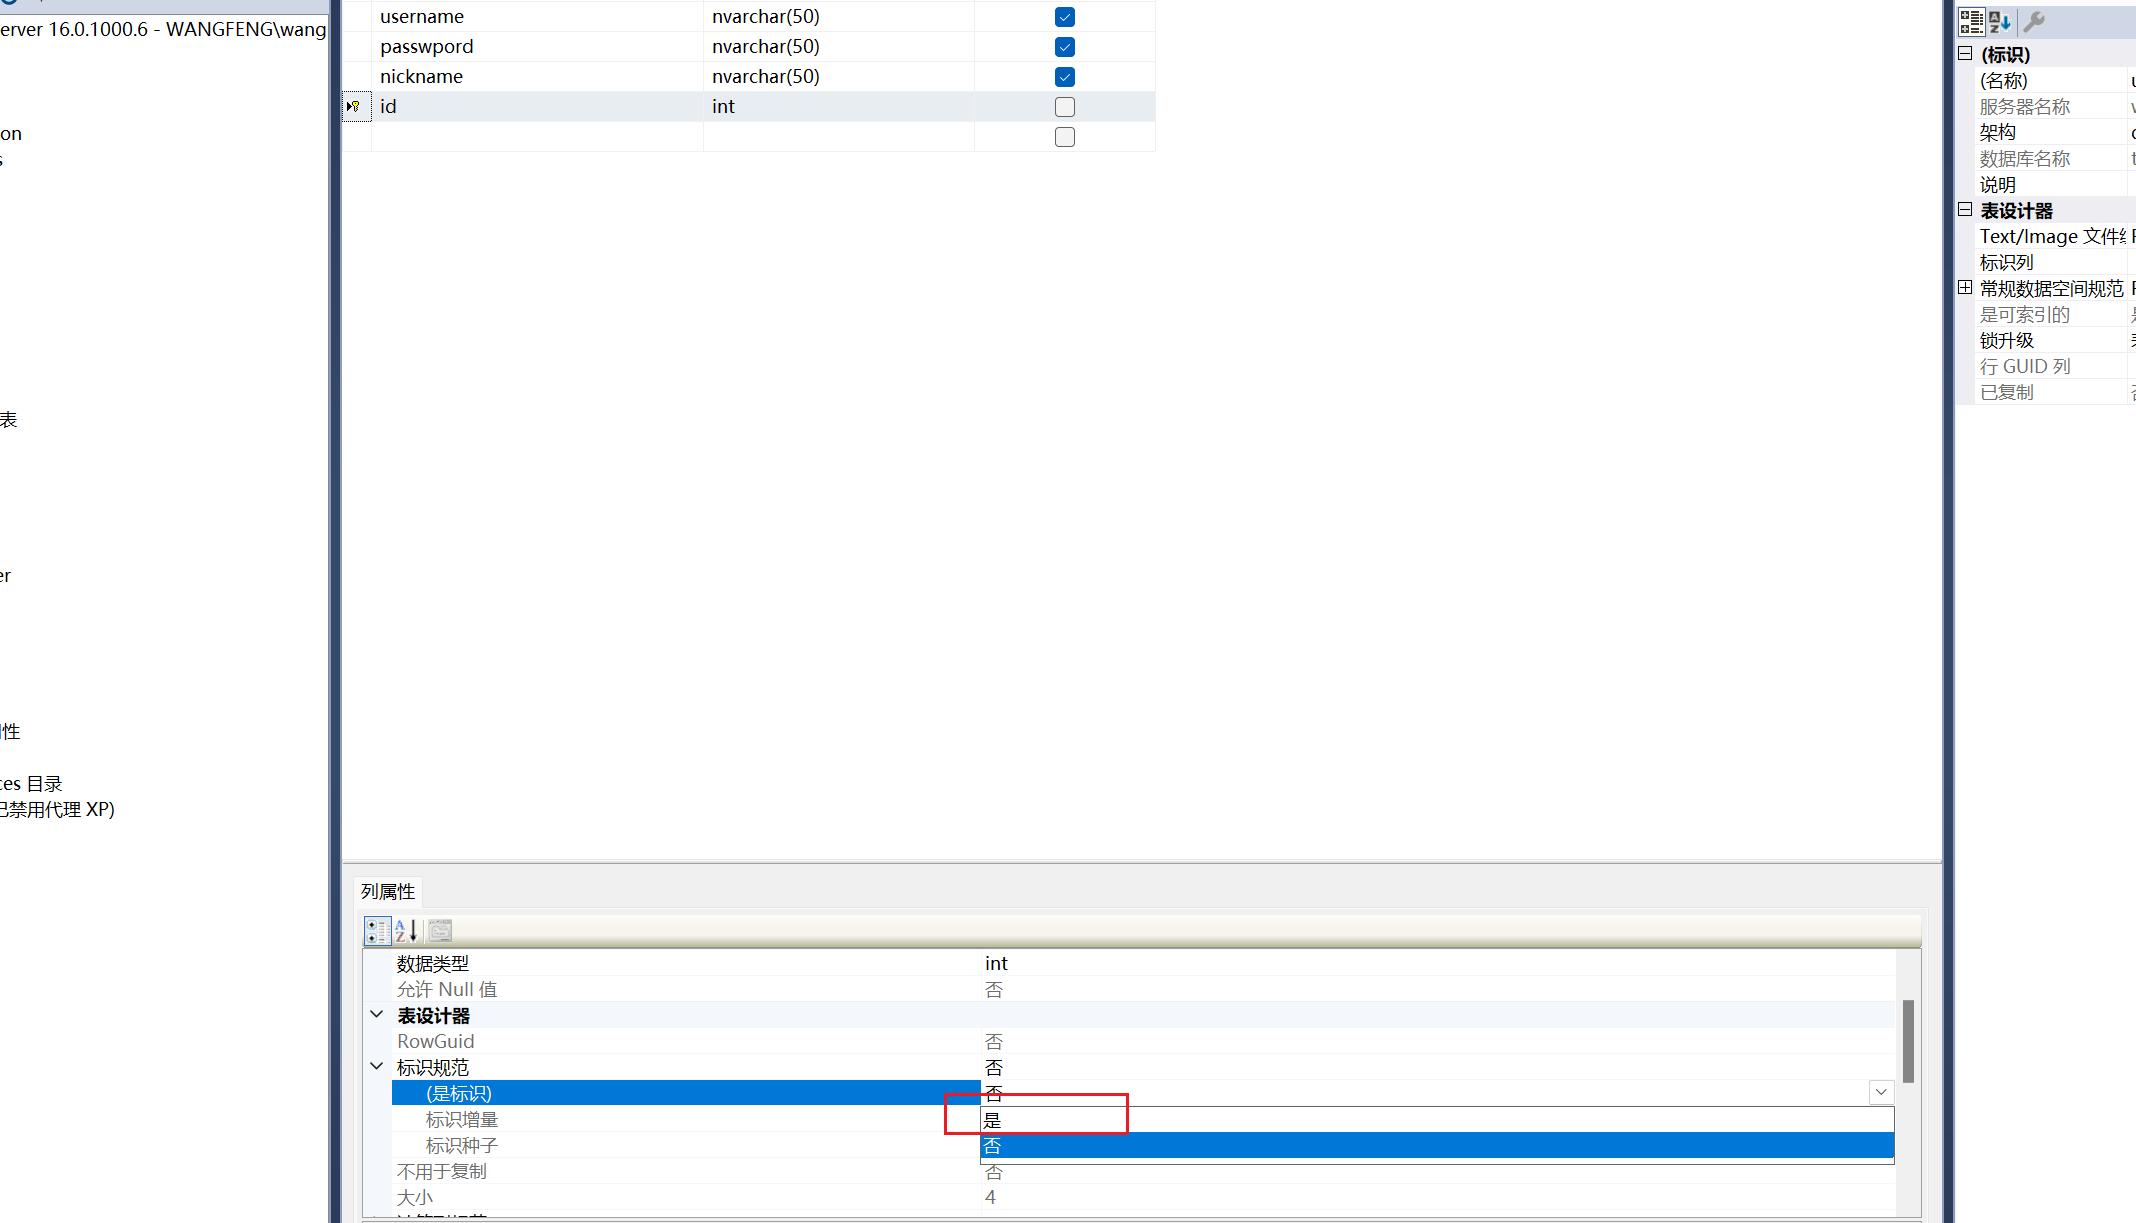 erver 16.0.1000.6 - WANGFENG\wang
on
s
表
er
性
ces 目录
已禁用代理 XP)
username nvarchar(50)
passwpord nvarchar(50)
nickname nvarchar(50)
id int
列属性
数据类型 int
允许 Null 值 否
表设计器
RowGuid 否
标识规范 否
(是标识) 否
标识增量 是
标识种子 否
不用于复制 否
大小 4
(标识)
(名称)
服务器名称
架构
数据库名称
说明
表设计器
Text/Image 文件
标识列
常规数据空间规范
是可索引的
锁升级
行 GUID 列
已复制